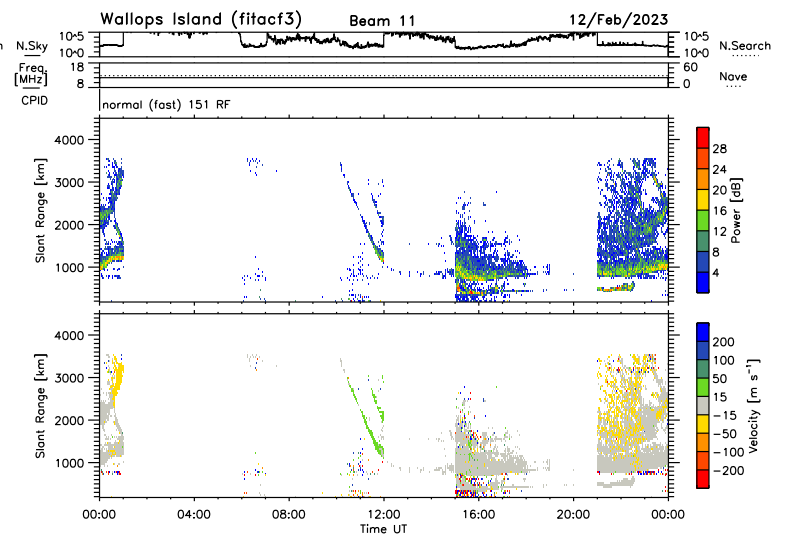 Wallops Island (fitacf3) Beam 11 12/Feb/2023
N.Sky 10^5 10^5 N.Search
10^0 10^0
Freq. 18 60 Nave
[MHz] 8 0
CPID normal (fast) 151 RF
Slant Range [km]
4000
3000
2000
1000
28
24
20
16
12
8
4
Power [dB]
Slant Range [km]
4000
3000
2000
1000
200
100
50
15
-15
-50
-100
-200
Velocity [m s⁻¹]
00:00 04:00 08:00 12:00 16:00 20:00 00:00
Time UT